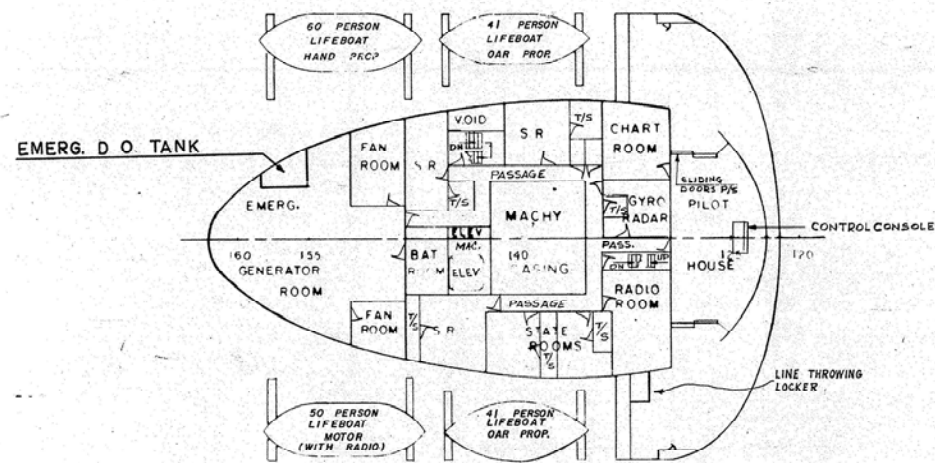 60 PERSON
LIFEBOAT
HAND PROP
41 PERSON
LIFEBOAT
OAR PROP.
EMERG. D O. TANK
FAN
ROOM
S R
VOID
DN
S R
T/S
CHART
ROOM
PASSAGE
SLIDING
DOORS P/S
EMERG.
T/S
MACHY
T/S
GYRO
RADAR
PILOT
CONTROL CONSOLE
ELEV
MAC.
PASS.
160
155
140
120
GENERATOR
ROOM
BAT
ROOM
ELEV
CASING
DN
UP
HOUSE
RADIO
ROOM
FAN
ROOM
T/S
S R
PASSAGE
STATE
ROOMS
T/S
T/S
LINE THROWING
LOCKER
50 PERSON
LIFEBOAT
MOTOR
(WITH RADIO)
41 PERSON
LIFEBOAT
OAR PROP.